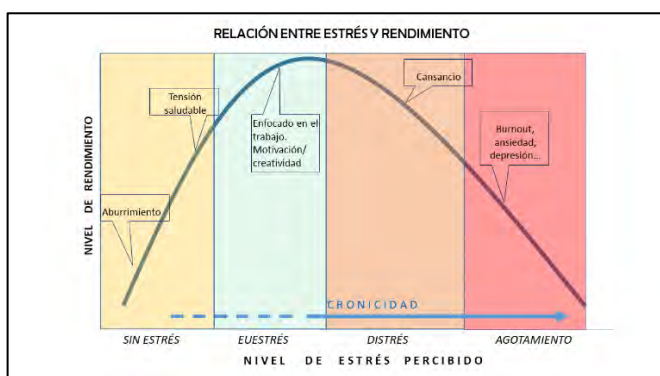 RELACIÓN ENTRE ESTRÉS Y RENDIMIENTO
NIVEL DE RENDIMIENTO
Aburrimiento
Tensión
saludable
Enfocado en el
trabajo.
Motivación/
creatividad
Cansancio
Burnout,
ansiedad,
depresión...
CRONICIDAD
SIN ESTRÉS
EUESTRÉS
DISTRÉS
AGOTAMIENTO
NIVEL DE ESTRÉS PERCIBIDO